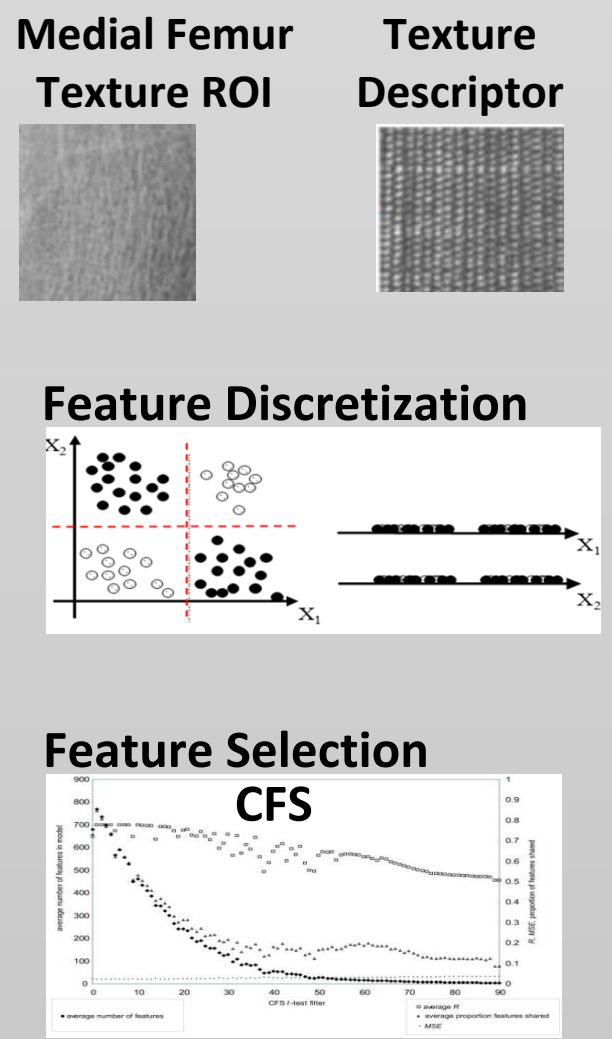 Medial Femur
Texture ROI
Texture
Descriptor
Feature Discretization
X₂
X₁
X₁
X₂
Feature Selection
CFS
900
800
700
600
500
400
300
200
100
0
average number of features in model
1
0.9
0.8
0.7
0.6
0.5
0.4
0.3
0.2
0.1
0
R, MSE, proportion of features shared
0 10 20 30 40 50 60 70 80 90
CFS t-test filter
average number of features
average R
average proportion features shared
MSE